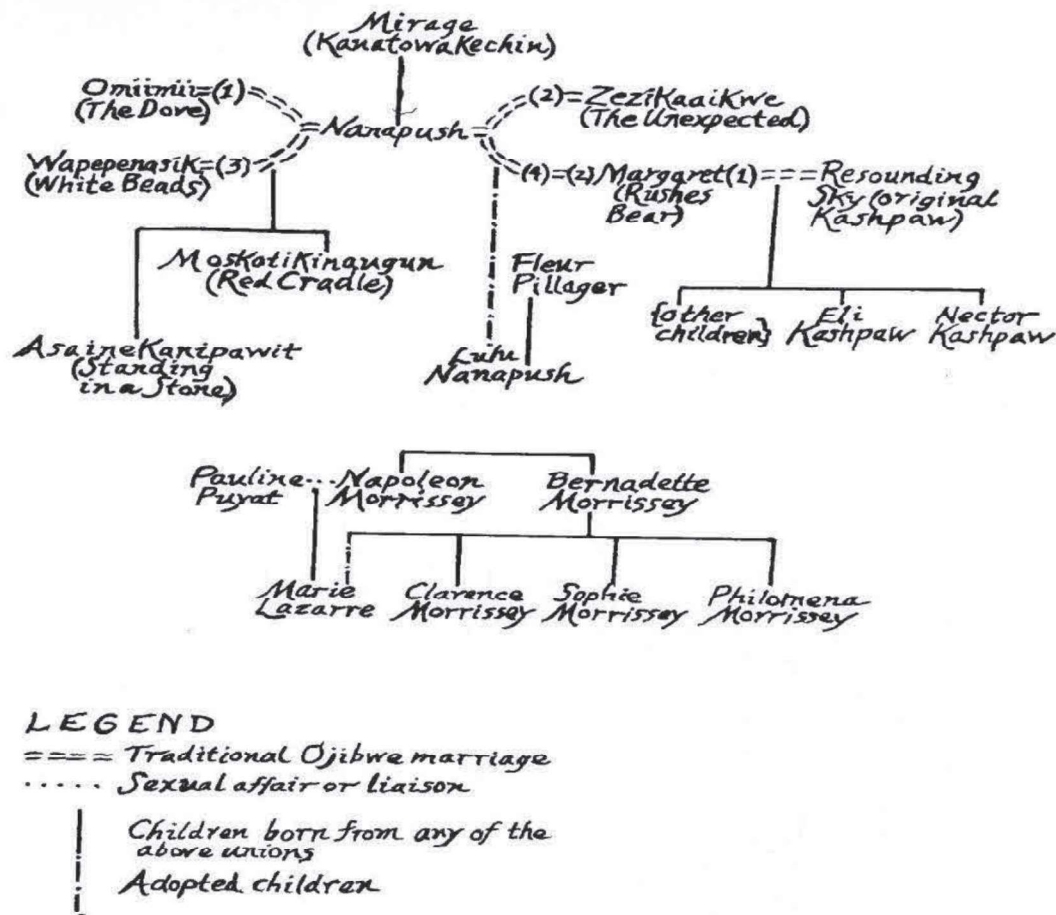 Mirage
(Kanatowakechin)
Omiimii=(1)
(The Dove)
(2)=Zezikaaikwe
(The Unexpected)
=Nanapush=
Wapepenasik=(3)
(White Beads)
(4)=(2)Margaret(1)===Resounding
(Rushes
Bear)
Sky (original
Kashpaw)
Moskatikinaugun
(Red Cradle)
Fleur
Pillager
{other
children}
Eli
Kashpaw
Nector
Kashpaw
Asainekanipawit
(Standing
in a Stone)
Lulu
Nanapush
Pauline...Napoleon
Puyat
Morrissey
Bernadette
Morrissey
Marie
Lazarre
Clarence
Morrissey
Sophie
Morrissey
Philomena
Morrissey
LEGEND
==== Traditional Ojibwe marriage
..... Sexual affair or liaison
Children born from any of the
above unions
Adopted children